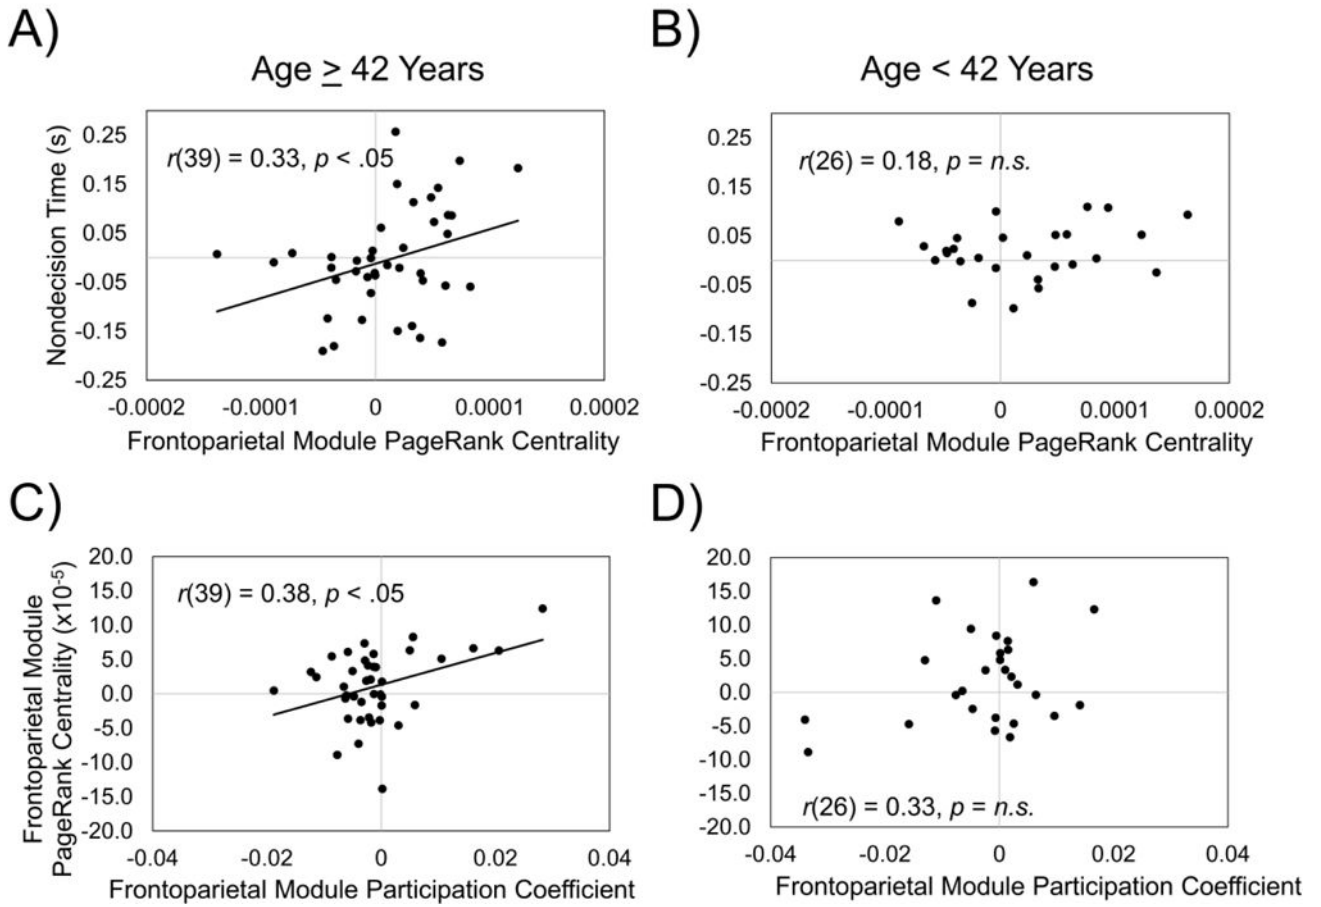 A)
B)
Age ≥ 42 Years
Age < 42 Years
Nondecision Time (s)
0.25
0.15
0.05
-0.05
-0.15
-0.25
r(39) = 0.33, p < .05
-0.0002 -0.0001 0 0.0001 0.0002
Frontoparietal Module PageRank Centrality
0.25
0.15
0.05
-0.05
-0.15
-0.25
r(26) = 0.18, p = n.s.
-0.0002 -0.0001 0 0.0001 0.0002
Frontoparietal Module PageRank Centrality
C)
D)
Frontoparietal Module
PageRank Centrality (x10⁻⁵)
20.0
15.0
10.0
5.0
0.0
-5.0
-10.0
-15.0
-20.0
r(39) = 0.38, p < .05
-0.04 -0.02 0 0.02 0.04
Frontoparietal Module Participation Coefficient
20.0
15.0
10.0
5.0
0.0
-5.0
-10.0
-15.0
-20.0
r(26) = 0.33, p = n.s.
-0.04 -0.02 0 0.02 0.04
Frontoparietal Module Participation Coefficient